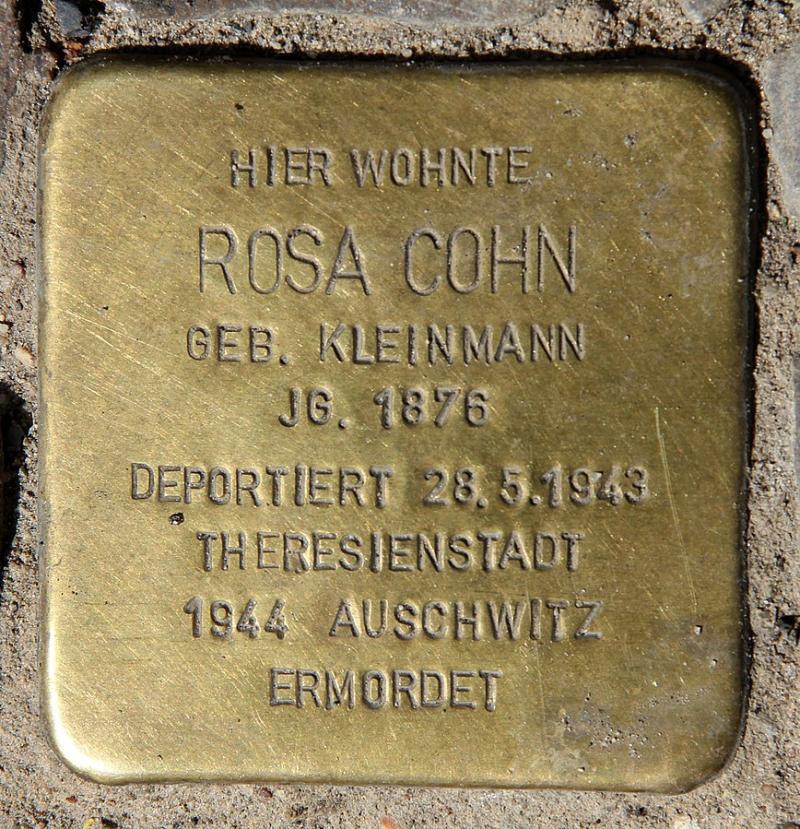 HIER WOHNTE
ROSA COHN
GEB. KLEINMANN
JG. 1876
DEPORTIERT 28.5.1943
THERESIENSTADT
1944 AUSCHWITZ
ERMORDET